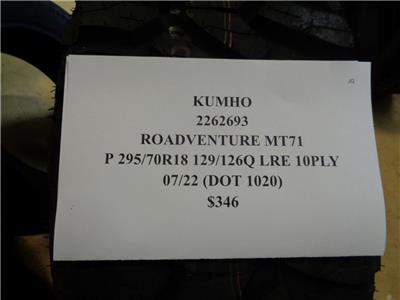 KUMHO
2262693
ROADVENTURE MT71
P 295/70R18 129/126Q LRE 10PLY
07/22 (DOT 1020)
$346